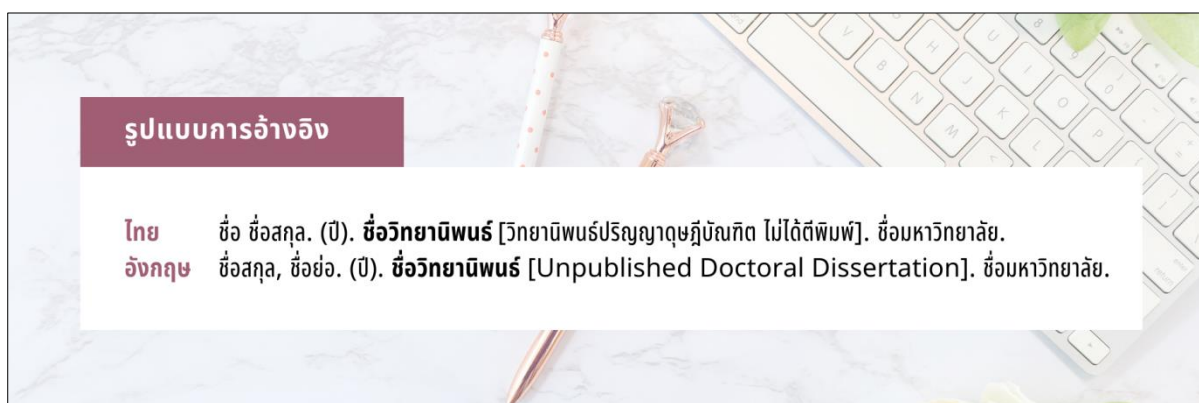 รูปแบบการอ้างอิง
ไทย ชื่อ ชื่อสกุล. (ปี). ชื่อวิทยานิพนธ์ [วิทยานิพนธ์ปริญญาดุษฎีบัณฑิต ไม่ได้ตีพิมพ์]. ชื่อมหาวิทยาลัย.
อังกฤษ ชื่อสกุล, ชื่อย่อ. (ปี). ชื่อวิทยานิพนธ์ [Unpublished Doctoral Dissertation]. ชื่อมหาวิทยาลัย.